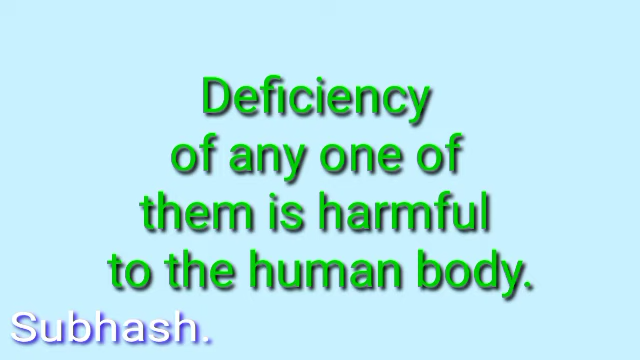 Deficiency
of any one of
them is harmful
to the human body.
Subhash.